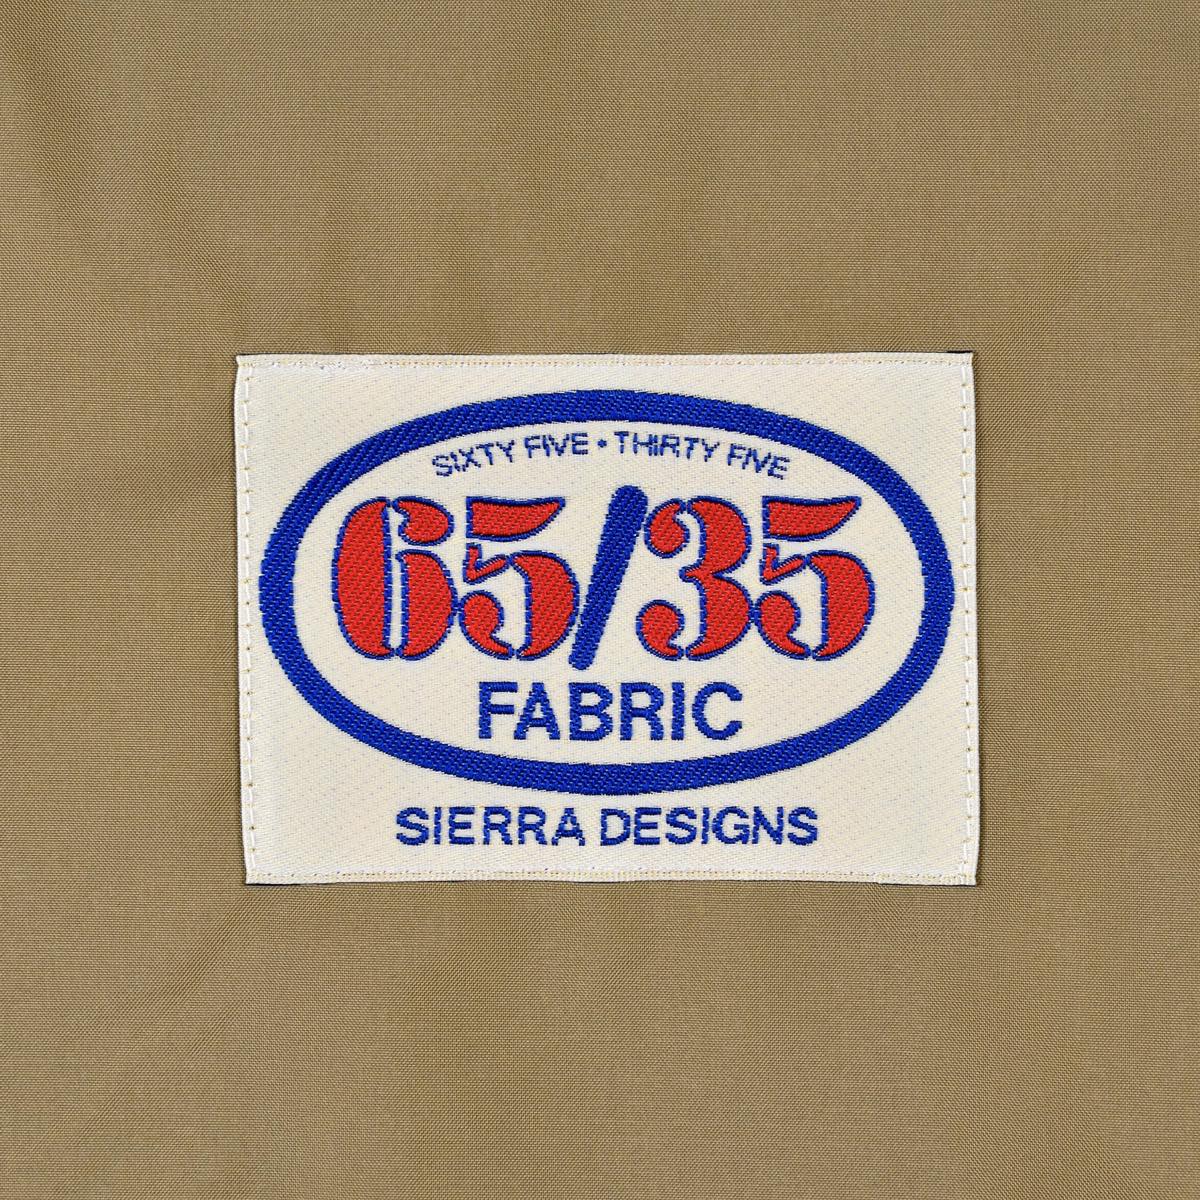 SIXTY FIVE • THIRTY FIVE
65/35
FABRIC
SIERRA DESIGNS